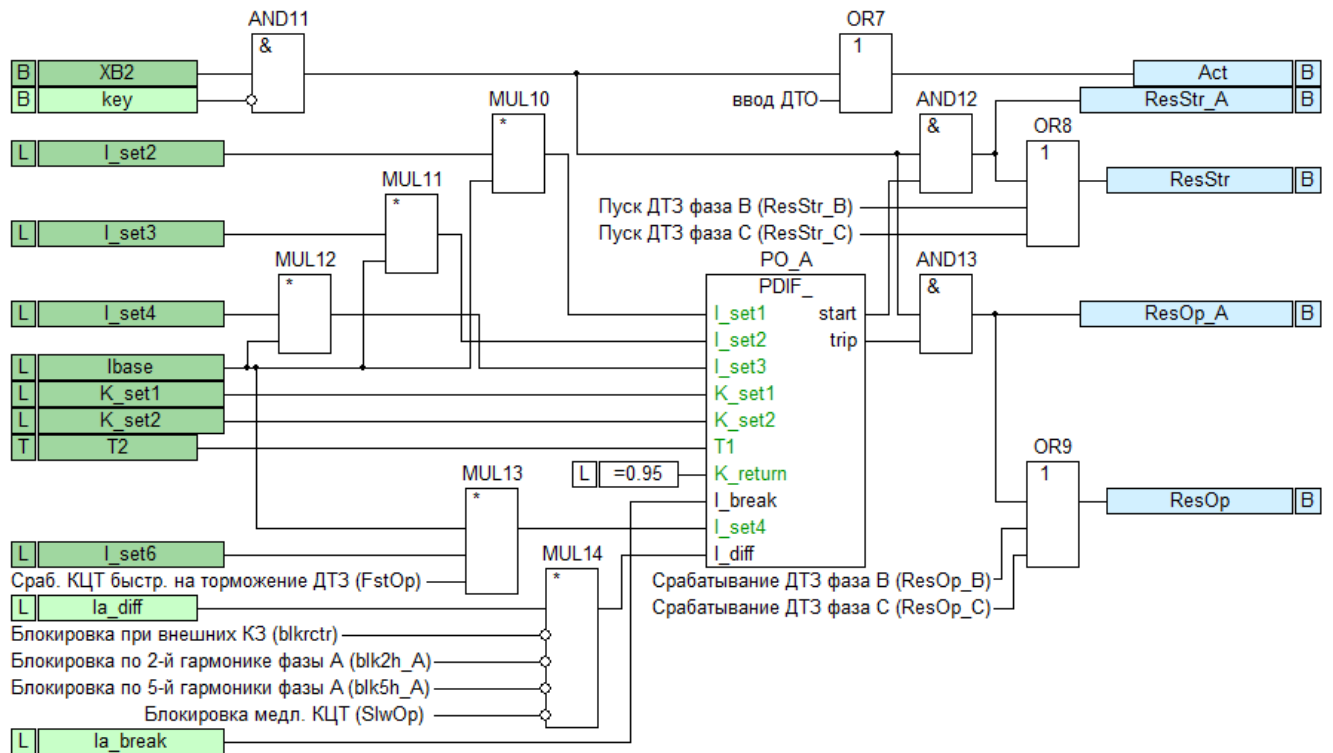 AND11
OR7
&
1
B XB2
Act B
B key
MUL10
ввод ДТО
AND12
ResStr_A B
*
&
OR8
L I_set2
1
MUL11
ResStr B
*
Пуск ДТЗ фаза B (ResStr_B)
L I_set3
Пуск ДТЗ фаза C (ResStr_C)
MUL12
PO_A
AND13
*
PDIF_
&
L I_set4
I_set1 start
ResOp_A B
I_set2 trip
L Ibase
I_set3
L K_set1
K_set1
L K_set2
K_set2
T T2
T1
OR9
MUL13
L =0.95
K_return
1
*
I_break
ResOp B
I_set4
L I_set6
MUL14
I_diff
Сраб. КЦТ быстр. на торможение ДТЗ (FstOp)
*
Срабатывание ДТЗ фаза B (ResOp_B)
L Ia_diff
Срабатывание ДТЗ фаза C (ResOp_C)
Блокировка при внешних КЗ (blkrctr)
Блокировка по 2-й гармонике фазы А (blk2h_A)
Блокировка по 5-й гармоники фазы А (blk5h_A)
Блокировка медл. КЦТ (SlwOp)
L Ia_break